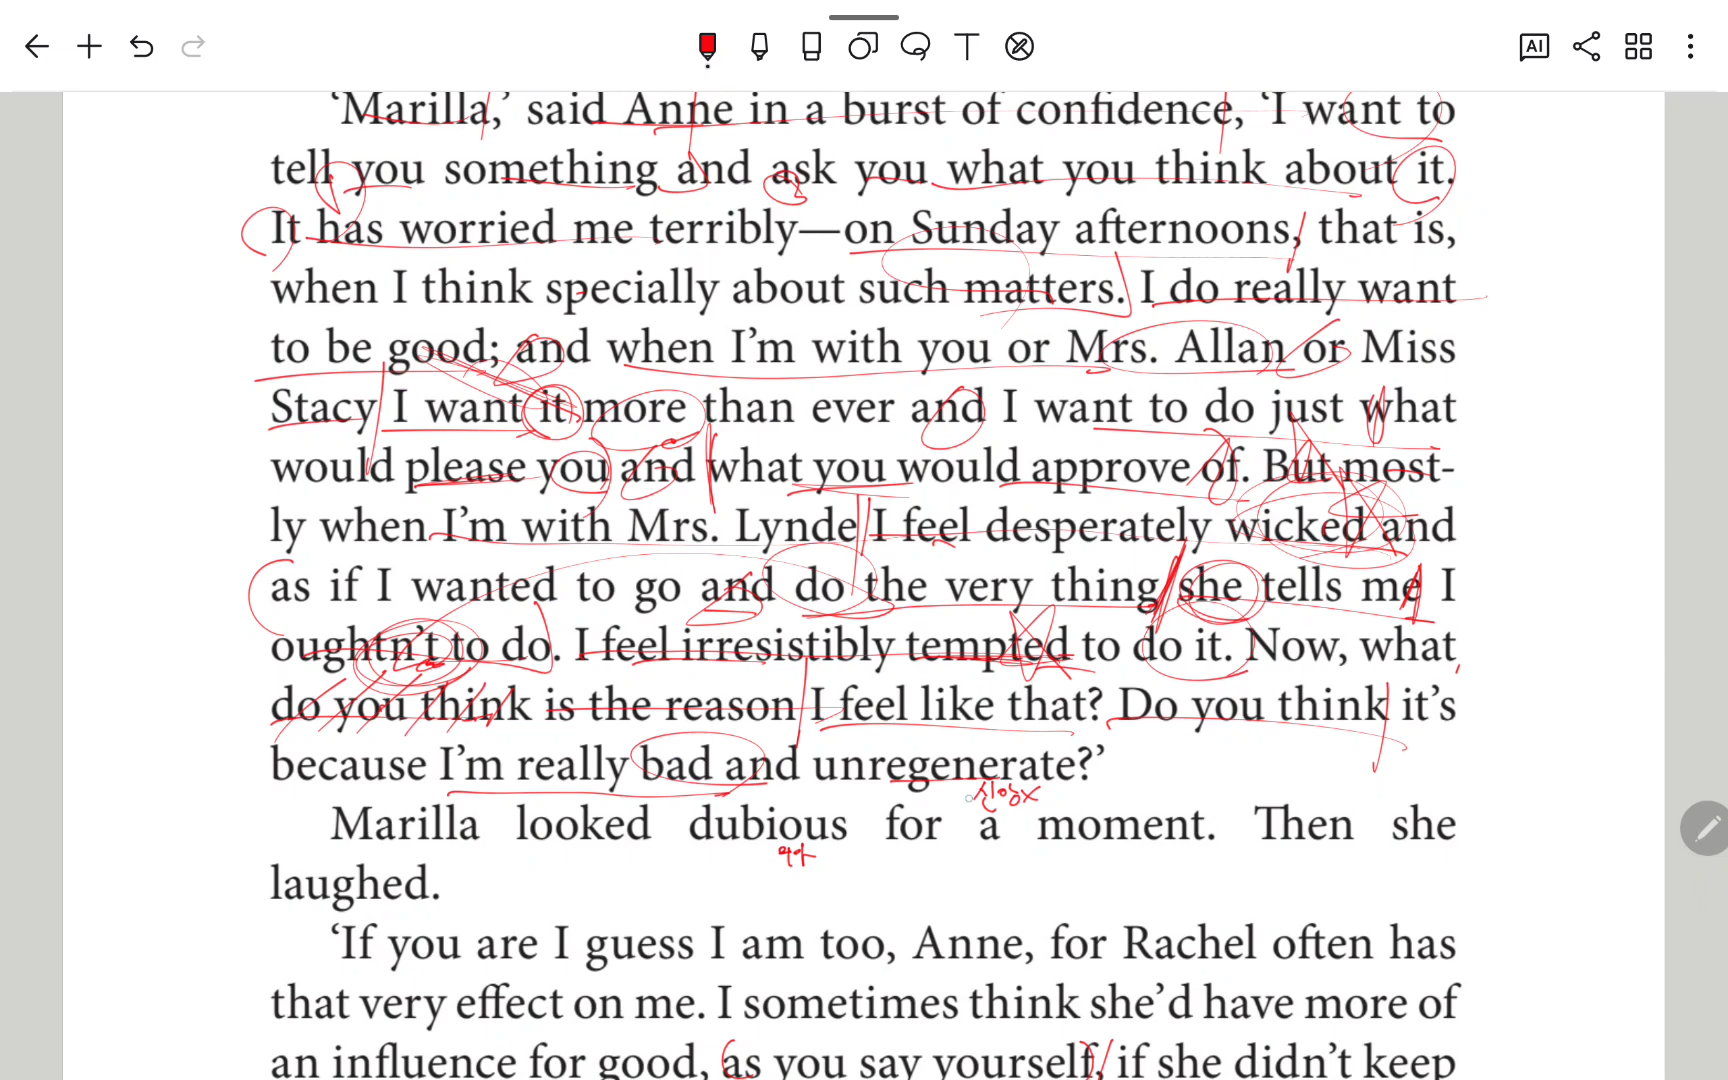 AI
‘Marilla,’ said Anne in a burst of confidence, ‘I want to
tell you something and ask you what you think about it.
It has worried me terribly—on Sunday afternoons, that is,
when I think specially about such matters. I do really want
to be good; and when I’m with you or Mrs. Allan or Miss
Stacy I want it more than ever and I want to do just what
would please you and what you would approve of. But most-
ly when I’m with Mrs. Lynde I feel desperately wicked and
as if I wanted to go and do the very thing she tells me I
oughtn’t to do. I feel irresistibly tempted to do it. Now, what
do you think is the reason I feel like that? Do you think it’s
because I’m really bad and unregenerate?’
신앙X
Marilla looked dubious for a moment. Then she
laughed.
‘If you are I guess I am too, Anne, for Rachel often has
that very effect on me. I sometimes think she’d have more of
an influence for good, as you say yourself, if she didn’t keep